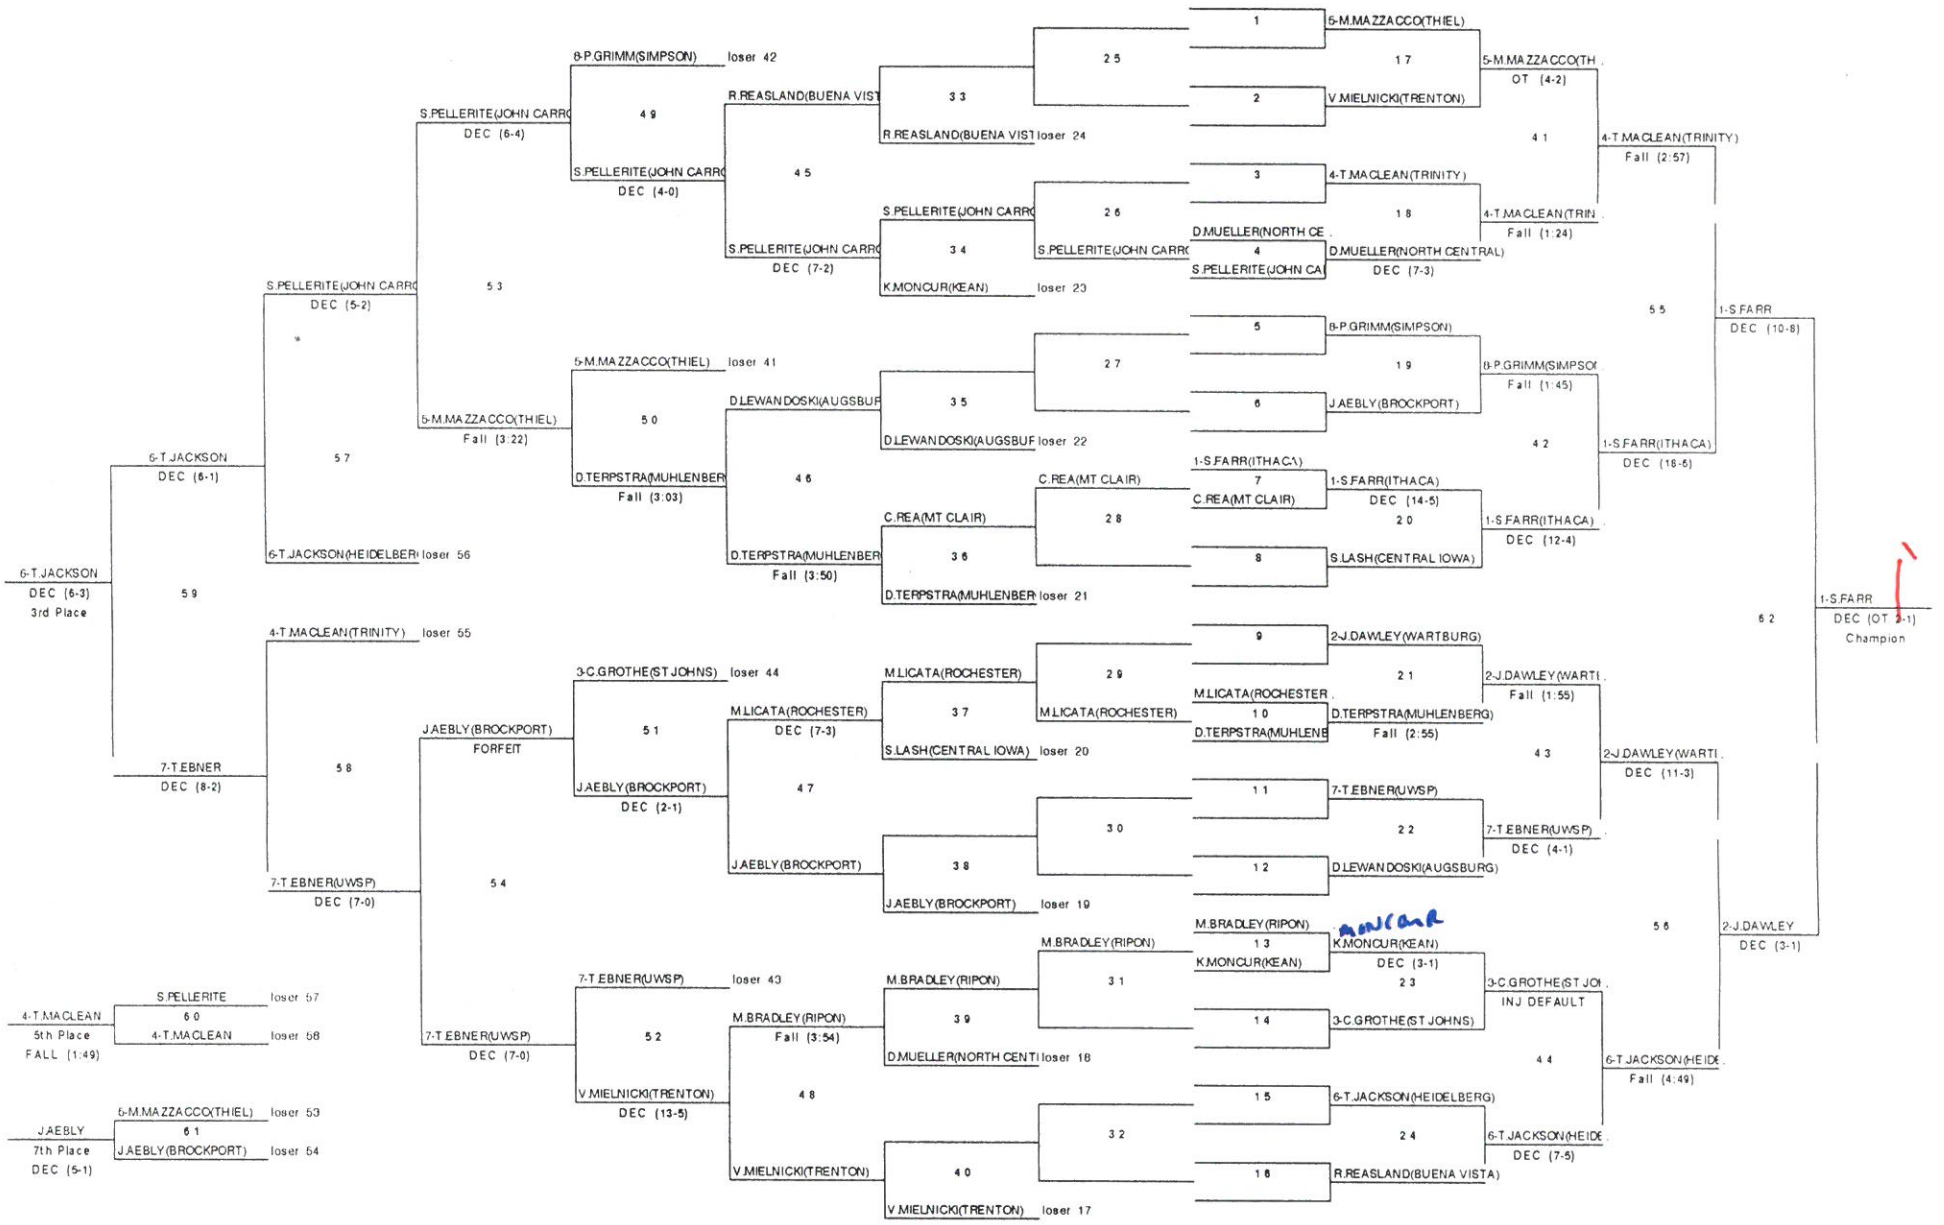 1
5-M.MAZZACCO(THIEL)
25
17
5-M.MAZZACCO(TH .
OT (4-2)
8-P.GRIMM(SIMPSON)
loser 42
R.REASLAND(BUENA VIST
33
2
V.MIELNICKI(TRENTON)
S.PELLERITE(JOHN CARRO
DEC (6-4)
49
R.REASLAND(BUENA VIST
loser 24
41
4-T.MACLEAN(TRINITY)
Fall (2:57)
S.PELLERITE(JOHN CARRO
DEC (4-0)
45
3
4-T.MACLEAN(TRINITY)
S.PELLERITE(JOHN CARRO
26
18
4-T.MACLEAN(TRIN .
Fall (1:24)
D.MUELLER(NORTH CE .
S.PELLERITE(JOHN CARRO
DEC (7-2)
34
S.PELLERITE(JOHN CARRO
4
D.MUELLER(NORTH CENTRAL)
S.PELLERITE(JOHN CA
DEC (7-3)
S.PELLERITE(JOHN CARRO
DEC (5-2)
53
K.MONCUR(KEAN)
loser 23
55
1-S.FARR
DEC (10-8)
5
8-P.GRIMM(SIMPSON)
5-M.MAZZACCO(THIEL)
loser 41
27
19
8-P.GRIMM(SIMPSON
Fall (1:45)
D.LEWANDOSKI(AUGSBUR
35
6
J.AEBLY(BROCKPORT)
5-M.MAZZACCO(THIEL)
Fall (3:22)
50
D.LEWANDOSKI(AUGSBUR
loser 22
42
1-S.FARR(ITHACA)
DEC (16-5)
6-T.JACKSON
DEC (6-1)
57
1-S.FARR(ITHACA)
D.TERPSTRA(MUHLENBER
Fall (3:03)
46
C.REA(MT CLAIR)
7
1-S.FARR(ITHACA)
C.REA(MT CLAIR)
DEC (14-5)
C.REA(MT CLAIR)
28
20
1-S.FARR(ITHACA) .
DEC (12-4)
6-T.JACKSON(HEIDELBER
loser 56
D.TERPSTRA(MUHLENBER
Fall (3:50)
36
8
S.LASH(CENTRAL IOWA)
6-T.JACKSON
DEC (6-3)
3rd Place
59
D.TERPSTRA(MUHLENBER
loser 21
62
1-S.FARR
DEC (OT 3-1)
Champion
4-T.MACLEAN(TRINITY)
loser 55
9
2-J.DAWLEY(WARTBURG)
3-C.GROTHE(ST JOHNS)
loser 44
M.LICATA(ROCHESTER)
29
21
2-J.DAWLEY(WARTI .
Fall (1:55)
M.LICATA(ROCHESTER .
M.LICATA(ROCHESTER)
DEC (7-3)
37
M.LICATA(ROCHESTER)
10
D.TERPSTRA(MUHLENBERG)
D.TERPSTRA(MUHLENB
Fall (2:55)
J.AEBLY(BROCKPORT)
FORFEIT
51
S.LASH(CENTRAL IOWA)
loser 20
43
2-J.DAWLEY(WARTI .
DEC (11-3)
7-T.EBNER
DEC (8-2)
58
J.AEBLY(BROCKPORT)
DEC (2-1)
47
11
7-T.EBNER(UWSP)
30
22
7-T.EBNER(UWSP) .
DEC (4-1)
J.AEBLY(BROCKPORT)
38
12
D.LEWANDOSKI(AUGSBURG)
7-T.EBNER(UWSP)
DEC (7-0)
54
J.AEBLY(BROCKPORT)
loser 19
MONCUR
M.BRADLEY(RIPON)
M.BRADLEY(RIPON)
13
K.MONCUR(KEAN)
K.MONCUR(KEAN)
DEC (3-1)
56
2-J.DAWLEY
DEC (3-1)
7-T.EBNER(UWSP)
loser 43
M.BRADLEY(RIPON)
31
23
3-C.GROTHE(ST JOI .
INJ DEFAULT
S.PELLERITE
loser 57
4-T.MACLEAN
60
5th Place
4-T.MACLEAN
loser 58
FALL (1:49)
7-T.EBNER(UWSP)
DEC (7-0)
52
M.BRADLEY(RIPON)
Fall (3:54)
39
14
3-C.GROTHE(ST JOHNS)
D.MUELLER(NORTH CENTI
loser 18
44
6-T.JACKSON(HEIDE .
Fall (4:49)
V.MIELNICKI(TRENTON)
DEC (13-5)
48
15
6-T.JACKSON(HEIDELBERG)
5-M.MAZZACCO(THIEL)
loser 53
J.AEBLY
61
7th Place
J.AEBLY(BROCKPORT)
loser 54
DEC (5-1)
32
24
6-T.JACKSON(HEIDE .
DEC (7-5)
V.MIELNICKI(TRENTON)
40
16
R.REASLAND(BUENA VISTA)
V.MIELNICKI(TRENTON)
loser 17